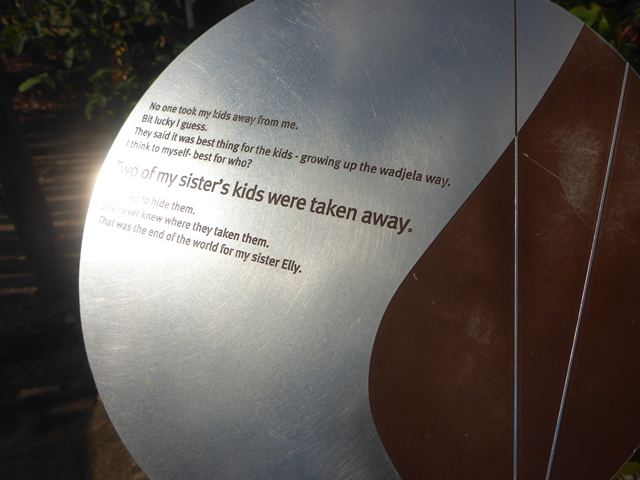 No one took my kids away from me.
Bit lucky I guess.
They said it was best thing for the kids - growing up the wadjela way.
I think to myself- best for who?
Two of my sister's kids were taken away.
to hide them.
She never knew where they taken them.
That was the end of the world for my sister Elly.